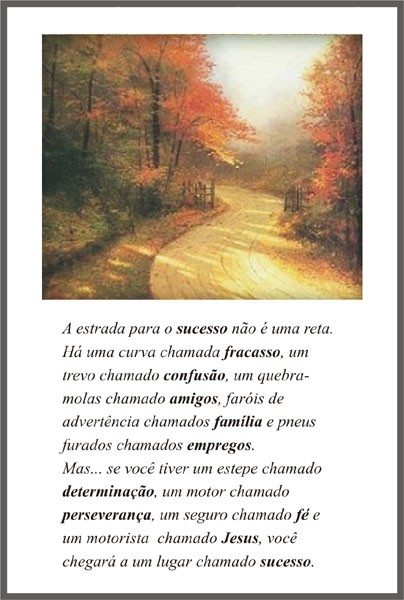 A estrada para o sucesso não é uma reta.
Há uma curva chamada fracasso, um
trevo chamado confusão, um quebra-
molas chamado amigos, faróis de
advertência chamados família e pneus
furados chamados empregos.
Mas... se você tiver um estepe chamado
determinação, um motor chamado
perseverança, um seguro chamado fé e
um motorista chamado Jesus, você
chegará a um lugar chamado sucesso.